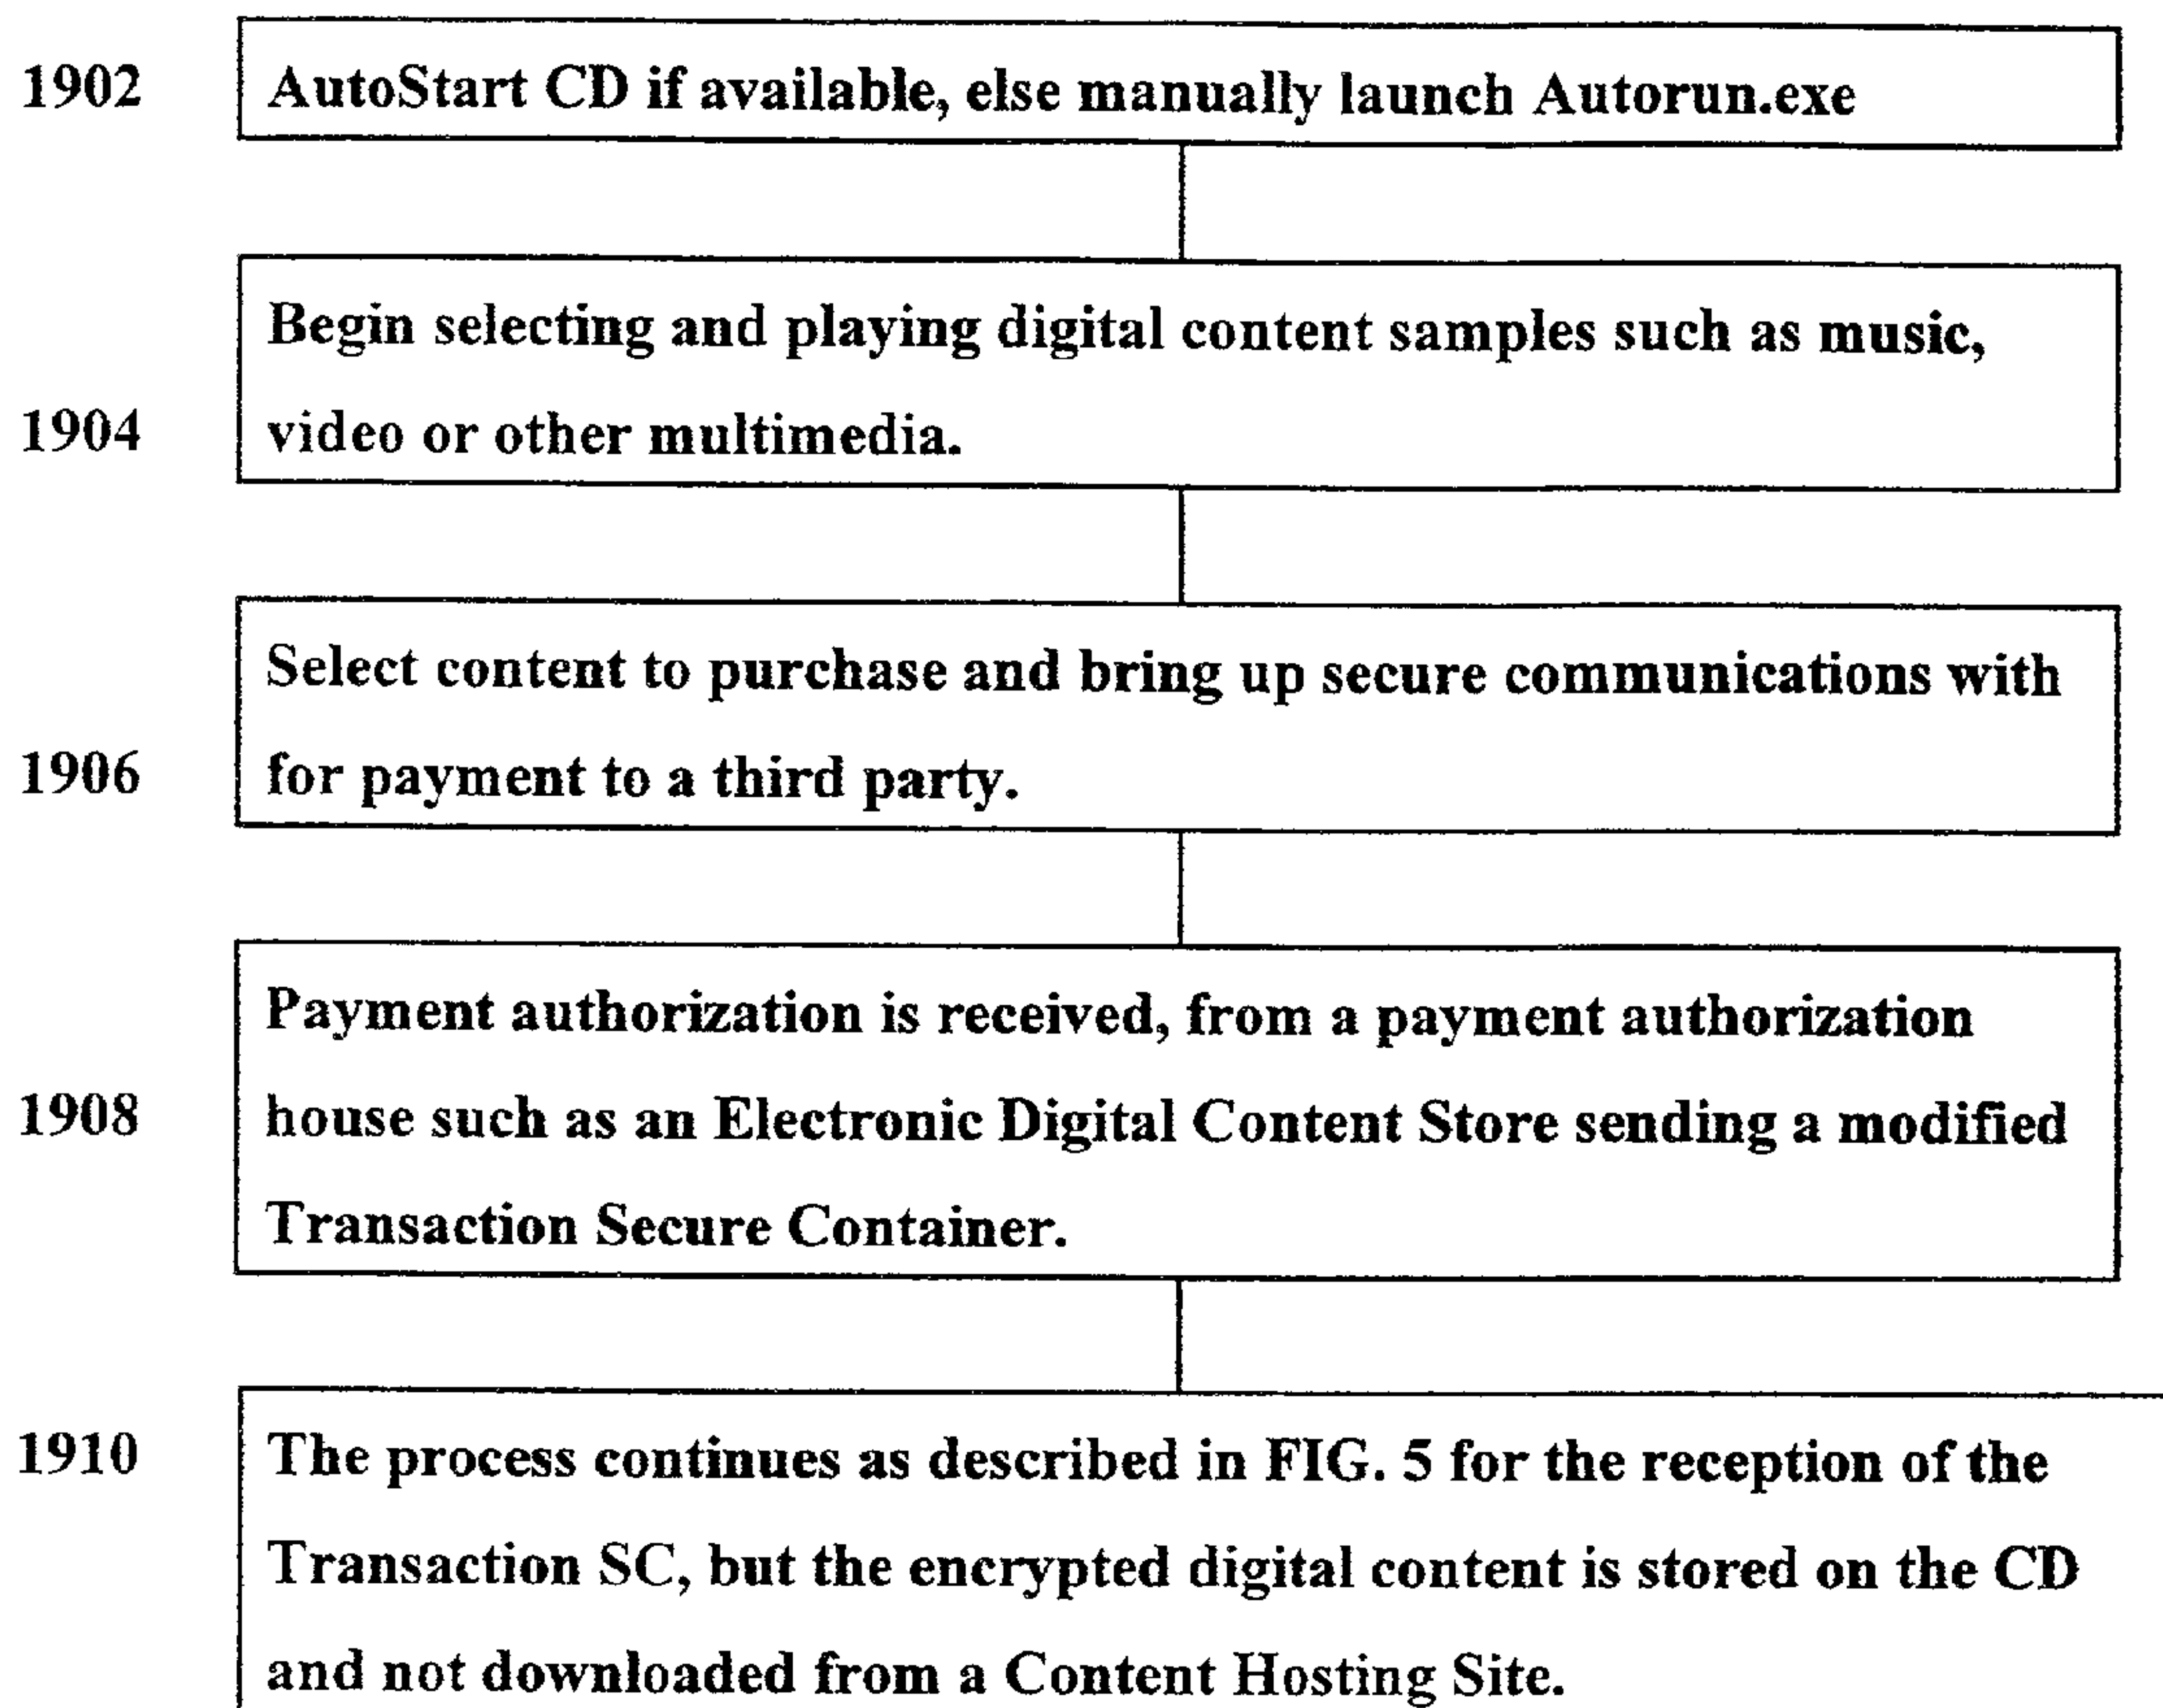 1902 AutoStart CD if available, else manually launch Autorun.exe
Begin selecting and playing digital content samples such as music,
1904 video or other multimedia.
Select content to purchase and bring up secure communications with
1906 for payment to a third party.
Payment authorization is received, from a payment authorization
1908 house such as an Electronic Digital Content Store sending a modified
Transaction Secure Container.
1910 The process continues as described in FIG. 5 for the reception of the
Transaction SC, but the encrypted digital content is stored on the CD
and not downloaded from a Content Hosting Site.